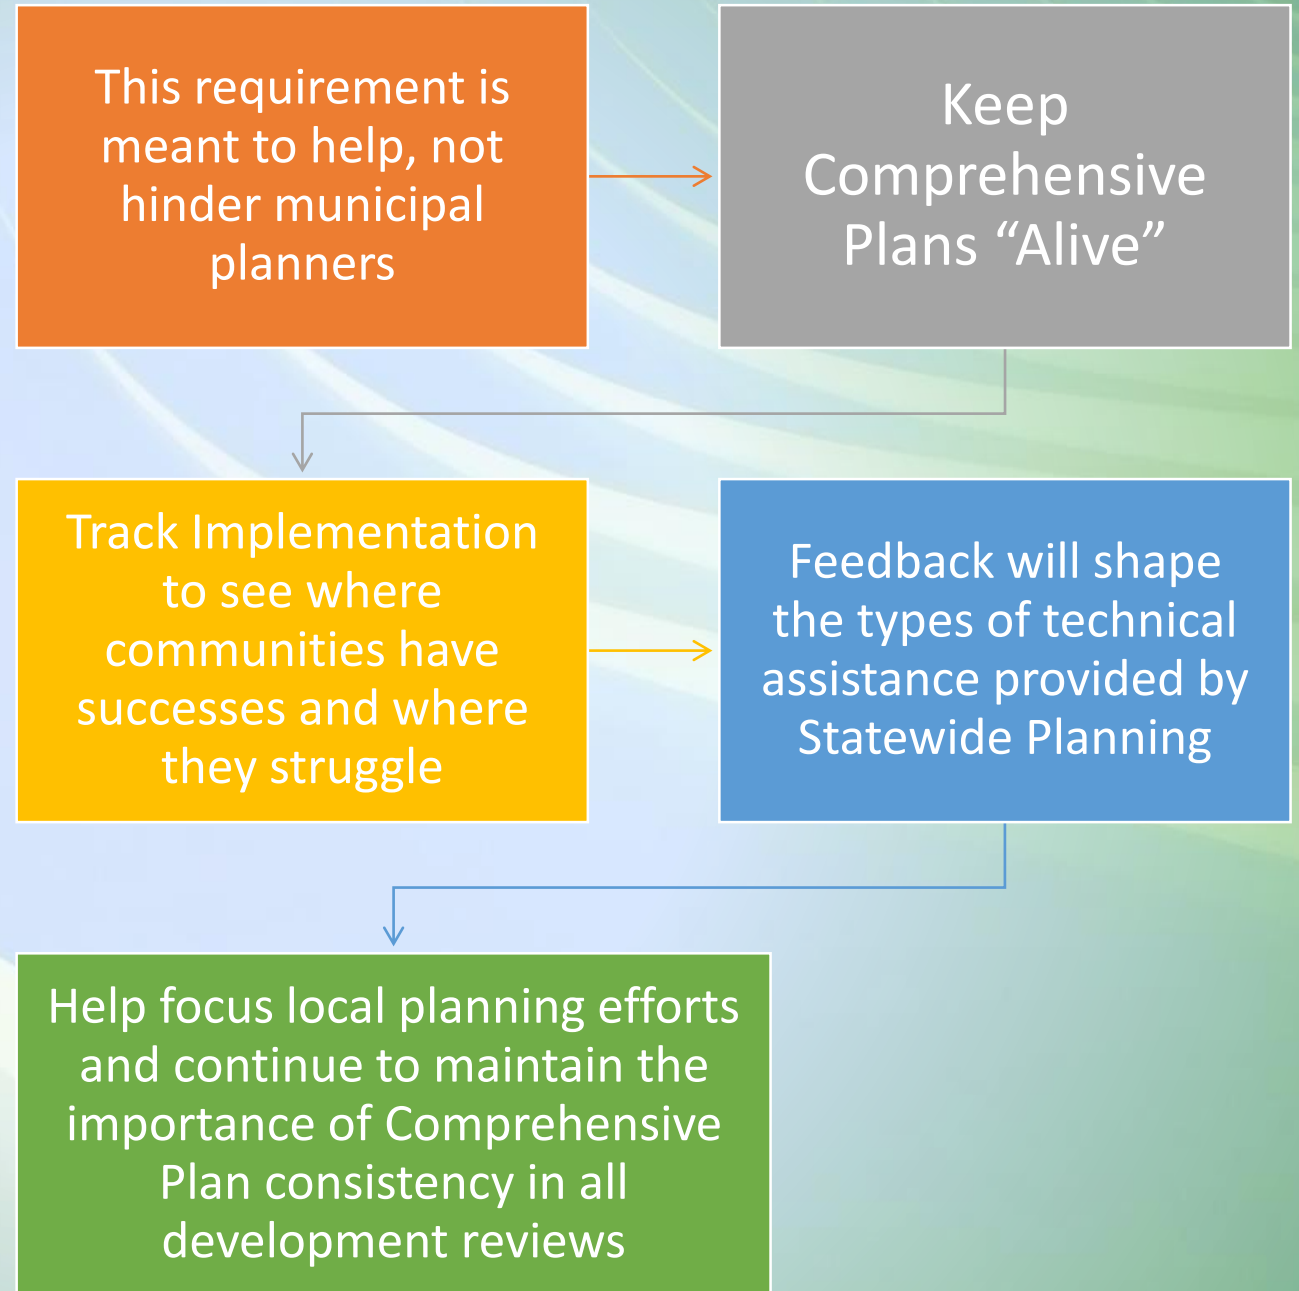 This requirement is
meant to help, not
hinder municipal
planners
Keep
Comprehensive
Plans “Alive”
Track Implementation
to see where
communities have
successes and where
they struggle
Feedback will shape
the types of technical
assistance provided by
Statewide Planning
Help focus local planning efforts
and continue to maintain the
importance of Comprehensive
Plan consistency in all
development reviews